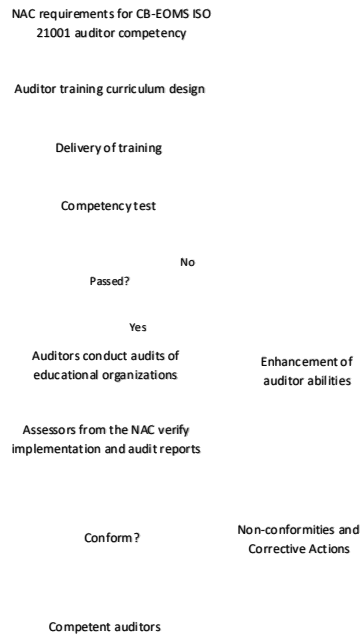 NAC requirements for CB-EOMS ISO
21001 auditor competency
Auditor training curriculum design
Delivery of training
Competency test
No
Passed?
Yes
Auditors conduct audits of
educational organizations
Enhancement of
auditor abilities
Assessors from the NAC verify
implementation and audit reports
Conform?
Non-conformities and
Corrective Actions
Competent auditors